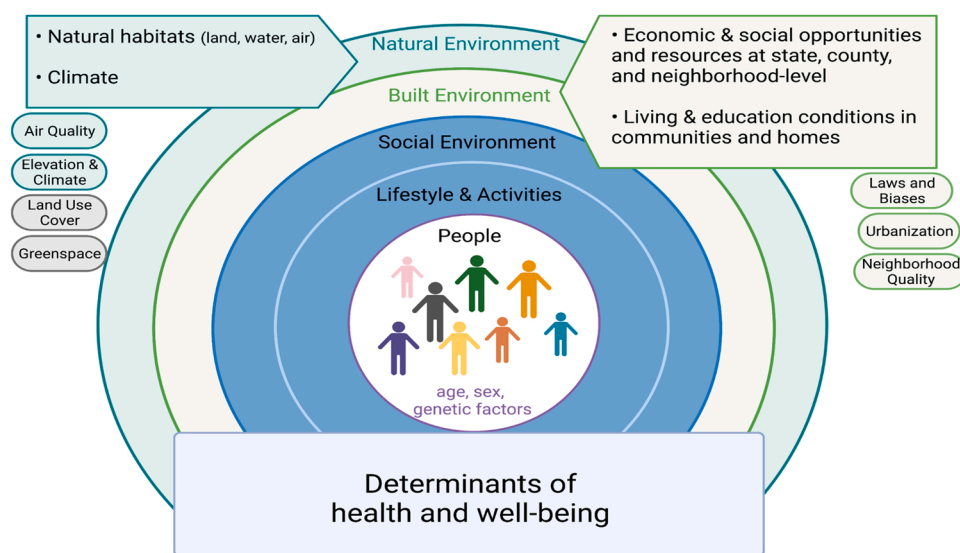 • Natural habitats (land, water, air)
• Climate
Natural Environment
• Economic & social opportunities
and resources at state, county,
and neighborhood-level
• Living & education conditions in
communities and homes
Built Environment
Social Environment
Lifestyle & Activities
People
age, sex,
genetic factors
Air Quality
Elevation &
Climate
Land Use
Cover
Greenspace
Laws and
Biases
Urbanization
Neighborhood
Quality
Determinants of
health and well-being